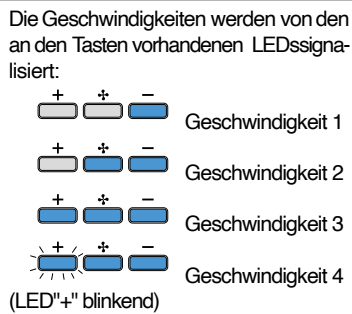 Die Geschwindigkeiten werden von den
an den Tasten vorhandenen LEDssigna-
lisiert:
+ ✣ –
Geschwindigkeit 1
+ ✣ –
Geschwindigkeit 2
+ ✣ –
Geschwindigkeit 3
+ ✣ –
Geschwindigkeit 4
(LED"+" blinkend)